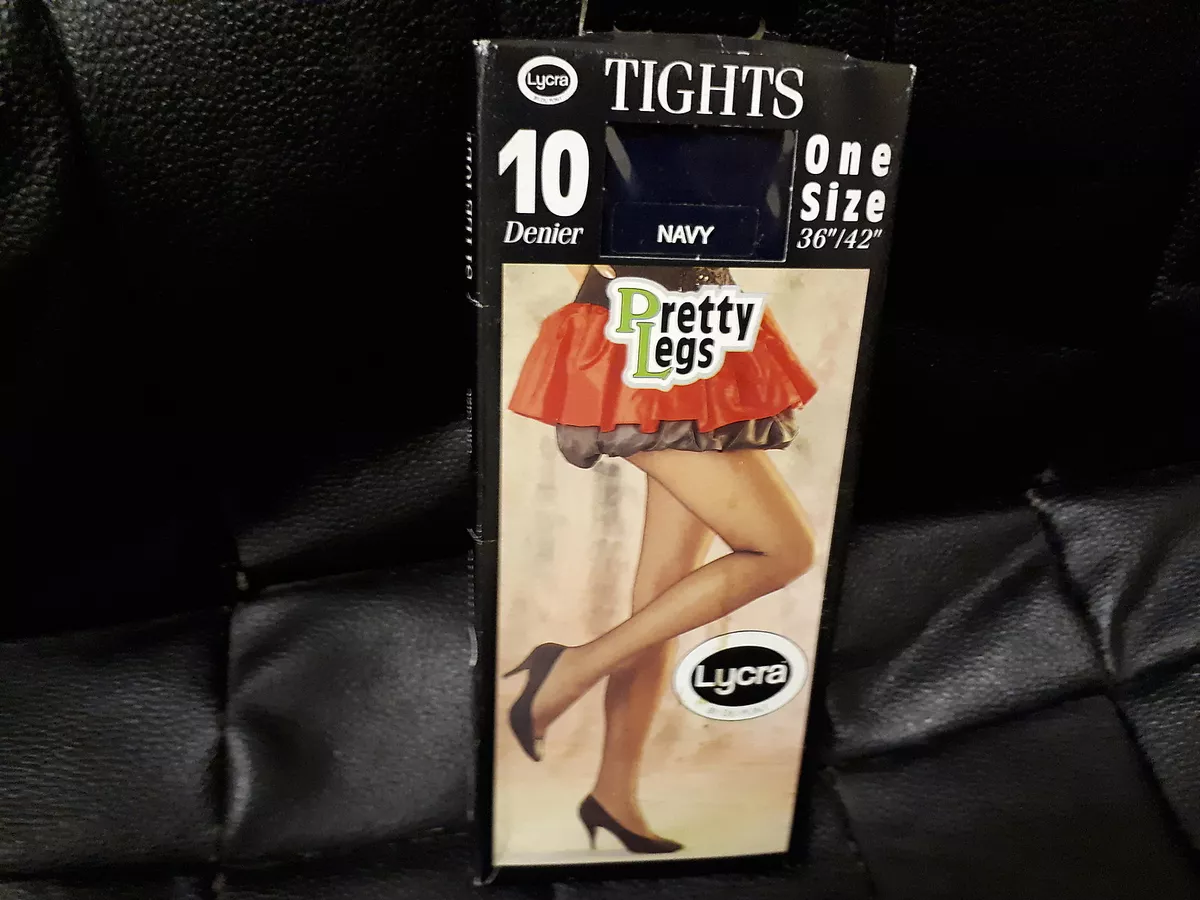 Lycra
TIGHTS
10
Denier
NAVY
One
Size
36"/42"
Pretty
Legs
Lycra